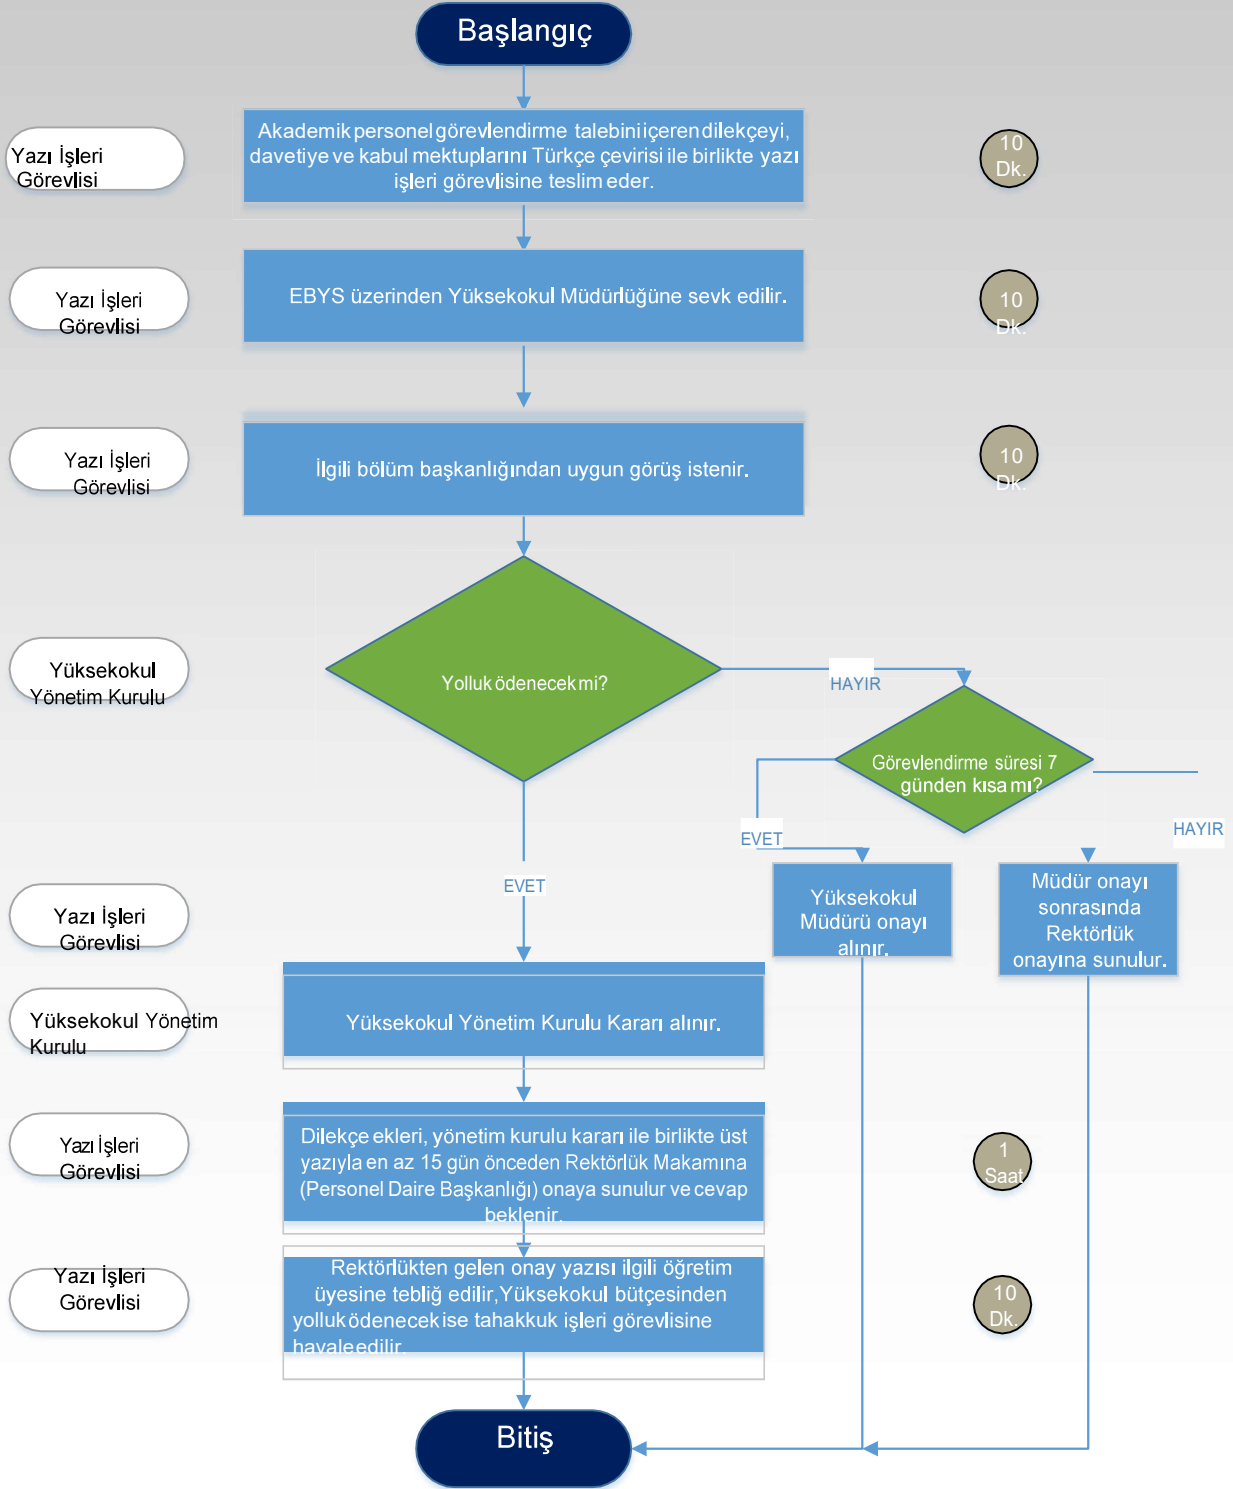 Başlangıç
Yazı İşleri
Görevlisi
Akademik personel görevlendirme talebini içeren dilekçeyi,
davetiye ve kabul mektuplarını Türkçe çevirisi ile birlikte yazı
işleri görevlisine teslim eder.
10
Dk.
Yazı İşleri
Görevlisi
EBYS üzerinden Yüksekokul Müdürlüğüne sevk edilir.
10
Dk.
Yazı İşleri
Görevlisi
İlgili bölüm başkanlığından uygun görüş istenir.
10
Dk.
Yüksekokul
Yönetim Kurulu
Yolluk ödenecek mi?
HAYIR
Görevlendirme süresi 7
günden kısa mı?
EVET
HAYIR
EVET
Yazı İşleri
Görevlisi
Yüksekokul
Müdürü onayı
alınır.
Müdür onayı
sonrasında
Rektörlük
onayına sunulur.
Yüksekokul Yönetim
Kurulu
Yüksekokul Yönetim Kurulu Kararı alınır.
Yazı İşleri
Görevlisi
Dilekçe ekleri, yönetim kurulu kararı ile birlikte üst
yazıyla en az 15 gün önceden Rektörlük Makamına
(Personel Daire Başkanlığı) onaya sunulur ve cevap
beklenir.
1
Saat
Yazı İşleri
Görevlisi
Rektörlükten gelen onay yazısı ilgili öğretim
üyesine tebliğ edilir,Yüksekokul bütçesinden
yolluk ödenecek ise tahakkuk işleri görevlisine
havale edilir.
10
Dk.
Bitiş